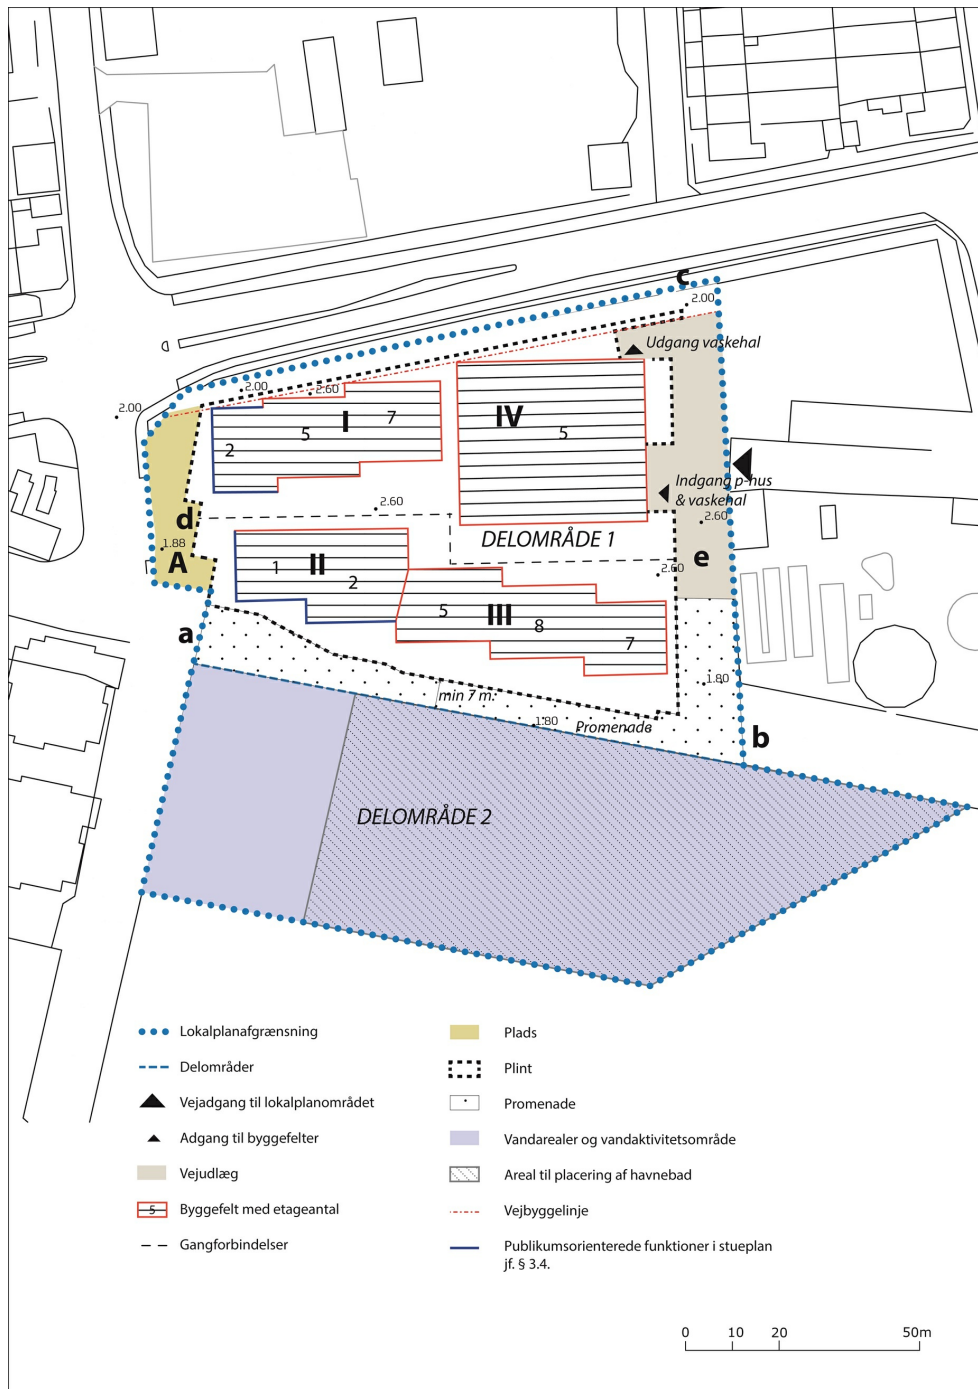 c
2.00
Udgang vaskehal
2.00
2.60
2.00
I
7
5
2
IV
5
Indgang p-hus
& vaskehal
2.60
2.60
d
DELOMRÅDE 1
1.88
A
1
II
2
2.60
e
5
III
8
7
a
min 7 m.
1.80
1.80
Promenade
b
DELOMRÅDE 2
Lokalplanafgrænsning
Delområder
Vejadgang til lokalplanområdet
Adgang til byggefelter
Vejudlæg
5
Byggefelt med etageantal
Gangforbindelser
Plads
Plint
Promenade
Vandarealer og vandaktivitetsområde
Areal til placering af havnebad
Vejbyggelinje
Publikumsorienterede funktioner i stueplan
jf. § 3.4.
0 10 20 50m